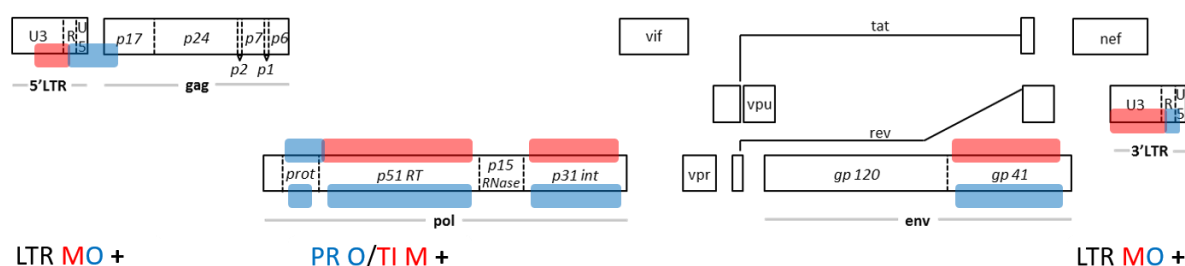 U3 R U5
p17 p24 p7 p6
p2 p1
5'LTR gag
vif
tat
nef
vpu
U3 R U5
rev
3'LTR
prot p51 RT p15 RNase p31 int
vpr
gp 120 gp 41
pol
env
LTR MO +
PR O/TI M +
LTR MO +